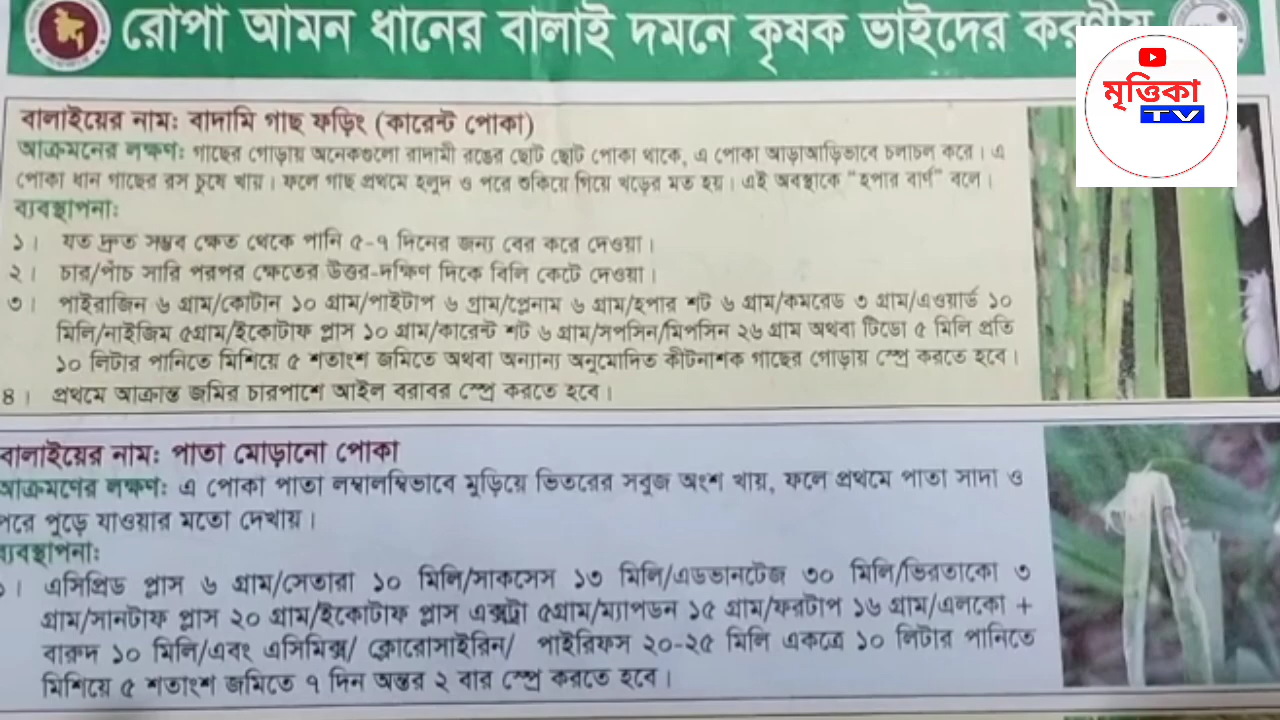 রোপা আমন ধানের বালাই দমনে কৃষক ভাইদের করণীয়
মৃত্তিকা
TV
বালাইয়ের নাম: বাদামি গাছ ফড়িং (কারেন্ট পোকা)
আক্রমনের লক্ষণ: গাছের গোড়ায় অনেকগুলো বাদামী রঙের ছোট ছোট পোকা থাকে, এ পোকা আড়াআড়িভাবে চলাচল করে। এ
পোকা ধান গাছের রস চুষে খায়। ফলে গাছ প্রথমে হলুদ ও পরে শুকিয়ে গিয়ে খড়ের মত হয়। এই অবস্থাকে "হপার বার্ণ" বলে।
ব্যবস্থাপনা:
১। যত দ্রুত সম্ভব ক্ষেত থেকে পানি ৫-৭ দিনের জন্য বের করে দেওয়া।
২। চার/পাঁচ সারি পরপর ক্ষেতের উত্তর-দক্ষিণ দিকে বিলি কেটে দেওয়া।
৩। পাইরাজিন ৬ গ্রাম/কোটান ১০ গ্রাম/পাইটাপ ৬ গ্রাম/প্লেনাম ৬ গ্রাম/হপার শট ৬ গ্রাম/কমরেড ৩ গ্রাম/এওয়ার্ড ১০
মিলি/নাইজিম ৫গ্রাম/ইকোটাফ প্লাস ১০ গ্রাম/কারেন্ট শট ৬ গ্রাম/সপসিন/মিপসিন ২৬ গ্রাম অথবা টিডো ৫ মিলি প্রতি
১০ লিটার পানিতে মিশিয়ে ৫ শতাংশ জমিতে অথবা অন্যান্য অনুমোদিত কীটনাশক গাছের গোড়ায় স্প্রে করতে হবে।
৪। প্রথমে আক্রান্ত জমির চারপাশে আইল বরাবর স্প্রে করতে হবে।
বালাইয়ের নাম: পাতা মোড়ানো পোকা
আক্রমণের লক্ষণ: এ পোকা পাতা লম্বালম্বিভাবে মুড়িয়ে ভিতরের সবুজ অংশ খায়, ফলে প্রথমে পাতা সাদা ও
পরে পুড়ে যাওয়ার মতো দেখায়।
ব্যবস্থাপনা:
১। এসিপ্রিড প্লাস ৬ গ্রাম/সেতারা ১০ মিলি/সাকসেস ১৩ মিলি/এডভানটেজ ৩০ মিলি/ভিরতাকো ৩
গ্রাম/সানটাফ প্লাস ২০ গ্রাম/ইকোটাফ প্লাস এক্সট্রা ৫গ্রাম/ম্যাপডন ১৫ গ্রাম/ফরটাপ ১৬ গ্রাম/এলকো +
বারুদ ১০ মিলি/এবং এসিমিক্স/ ক্লোরোসাইরিন/ পাইরিফস ২০-২৫ মিলি একত্রে ১০ লিটার পানিতে
মিশিয়ে ৫ শতাংশ জমিতে ৭ দিন অন্তর ২ বার স্প্রে করতে হবে।